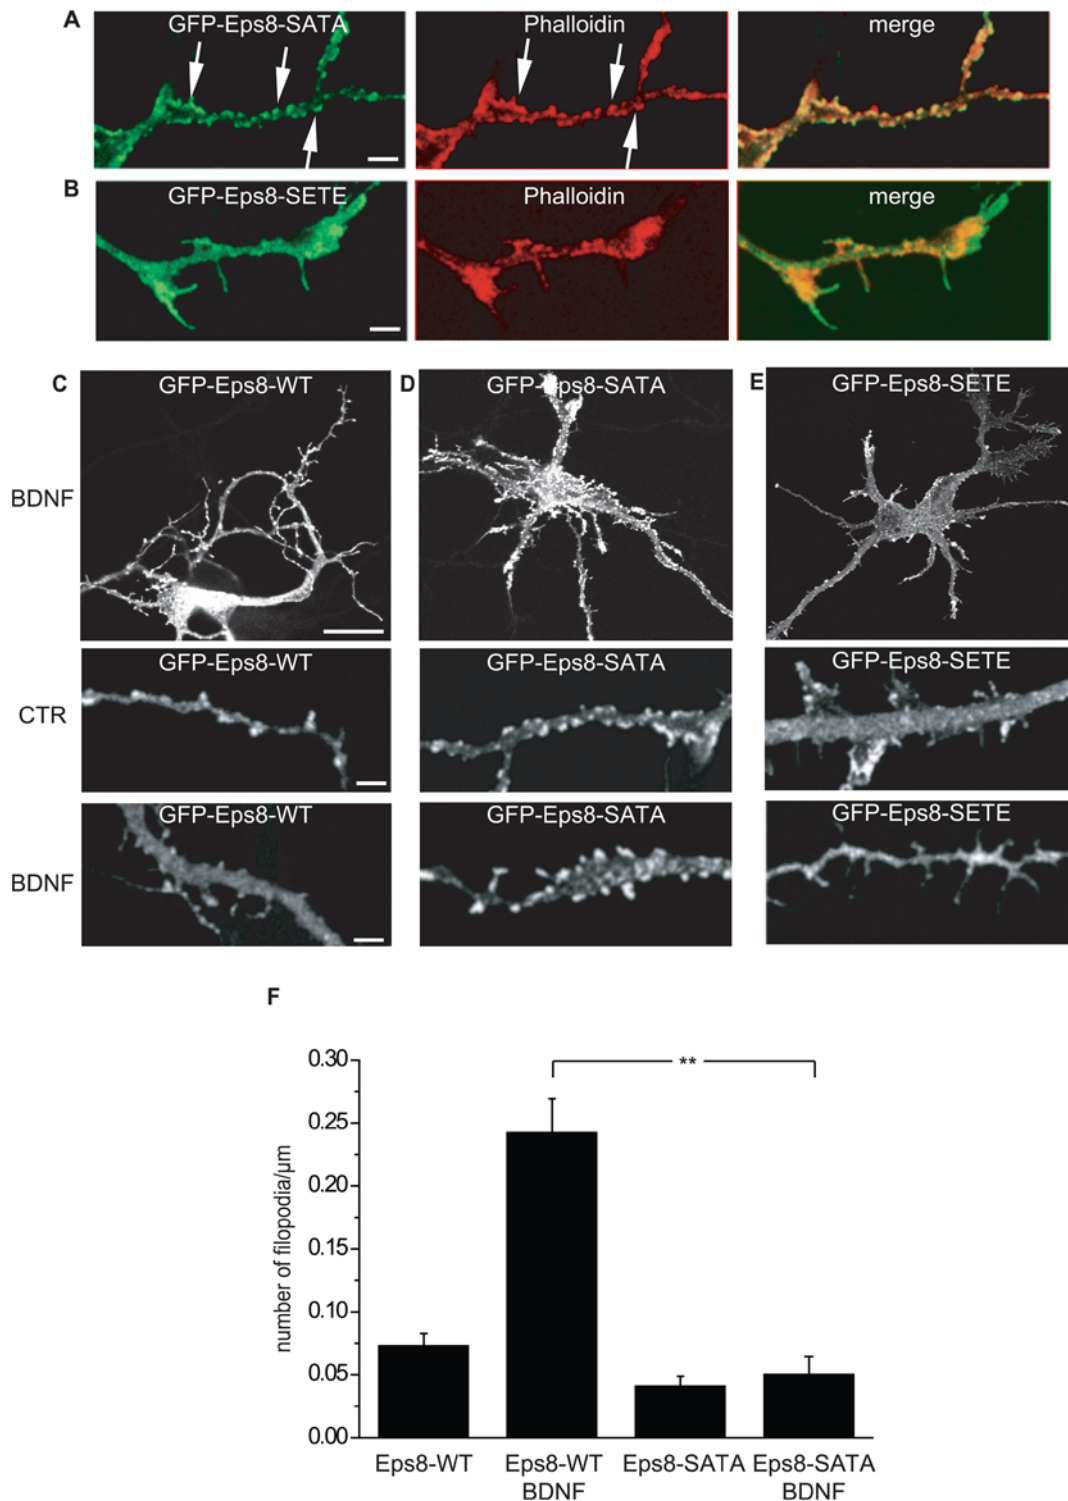 A GFP-Eps8-SATA Phalloidin merge
B GFP-Eps8-SETE Phalloidin merge
C GFP-Eps8-WT D GFP-Eps8-SATA E GFP-Eps8-SETE
BDNF
GFP-Eps8-WT GFP-Eps8-SATA GFP-Eps8-SETE
CTR
GFP-Eps8-WT GFP-Eps8-SATA GFP-Eps8-SETE
BDNF
F
**
number of filopodia/μm
0.30
0.25
0.20
0.15
0.10
0.05
0.00
Eps8-WT Eps8-WT Eps8-SATA Eps8-SATA
BDNF BDNF